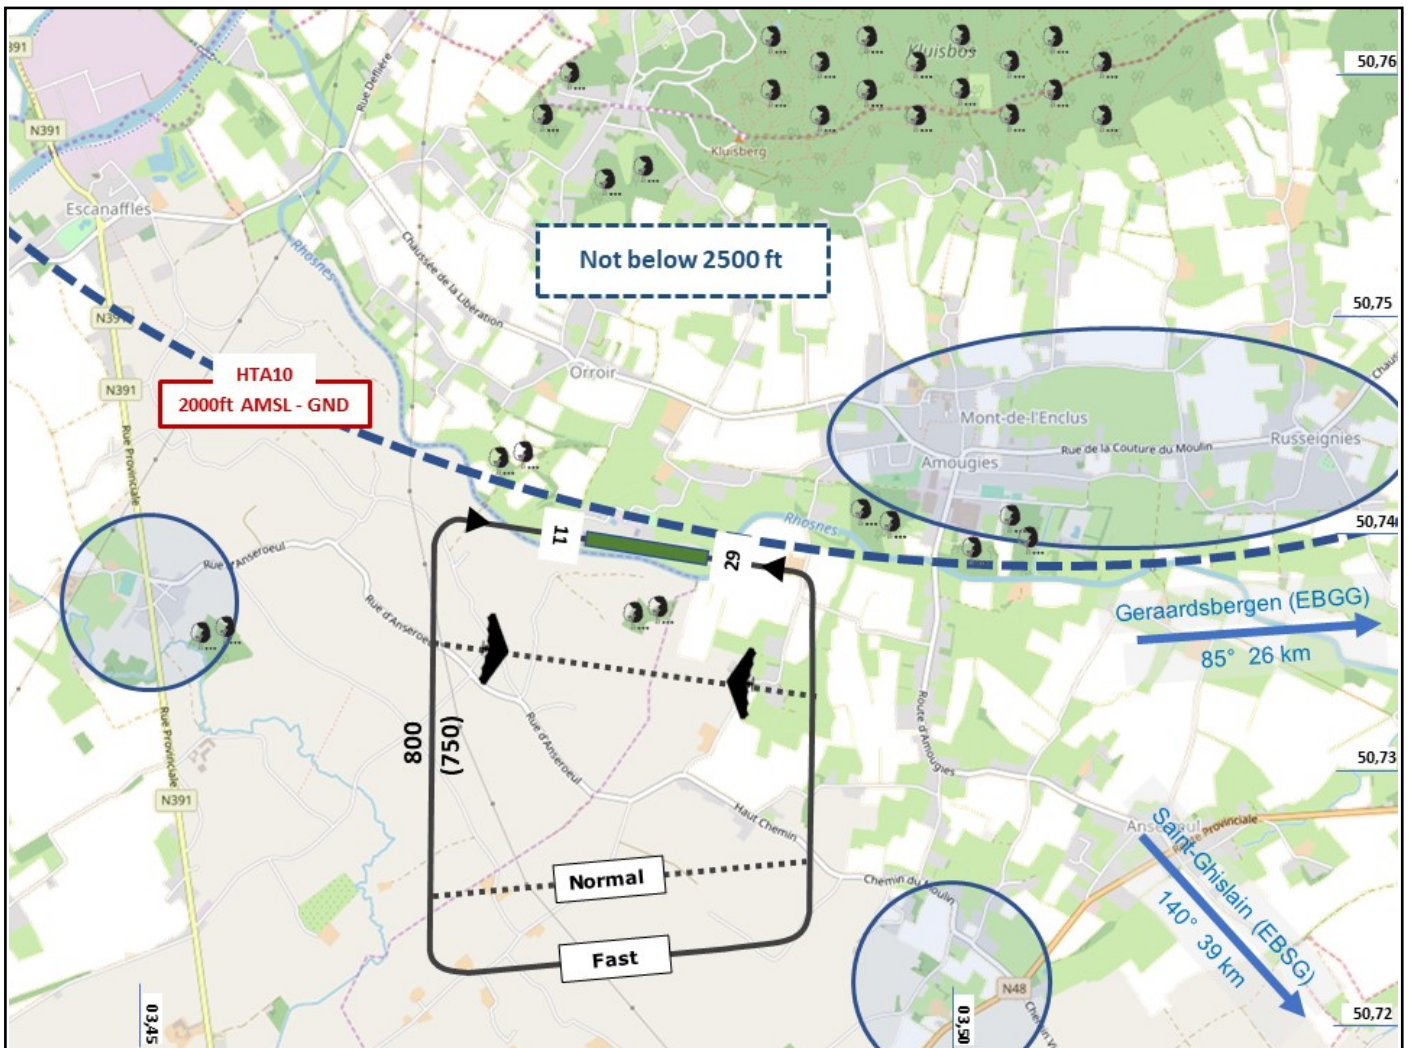 391
50,76
Kluisbos
Rue Deflière
N391
Kluisberg
Escanaffles
Rhosnes
Chaussée de la Libération
Not below 2500 ft
50,75
N391
Orroir
HTA10
2000ft AMSL - GND
N391
Mont-de-l'Enclus
Russeignies
Rue de la Couture du Moulin
Amougies
Rue Provinciale
50,74
Rhosnes
11
29
Rue d'Anseroeul
Geraardsbergen (EBGG)
85° 26 km
Rue d'Anseroeul
800
(750)
Rue d'Anseroeul
Route d'Amougies
Rue Provinciale
50,73
N391
Haut Chemin
Saint-Ghislain (EBSG)
140° 39 km
Normal
Chemin du Moulin
Fast
N48
03,45
03,50
50,72